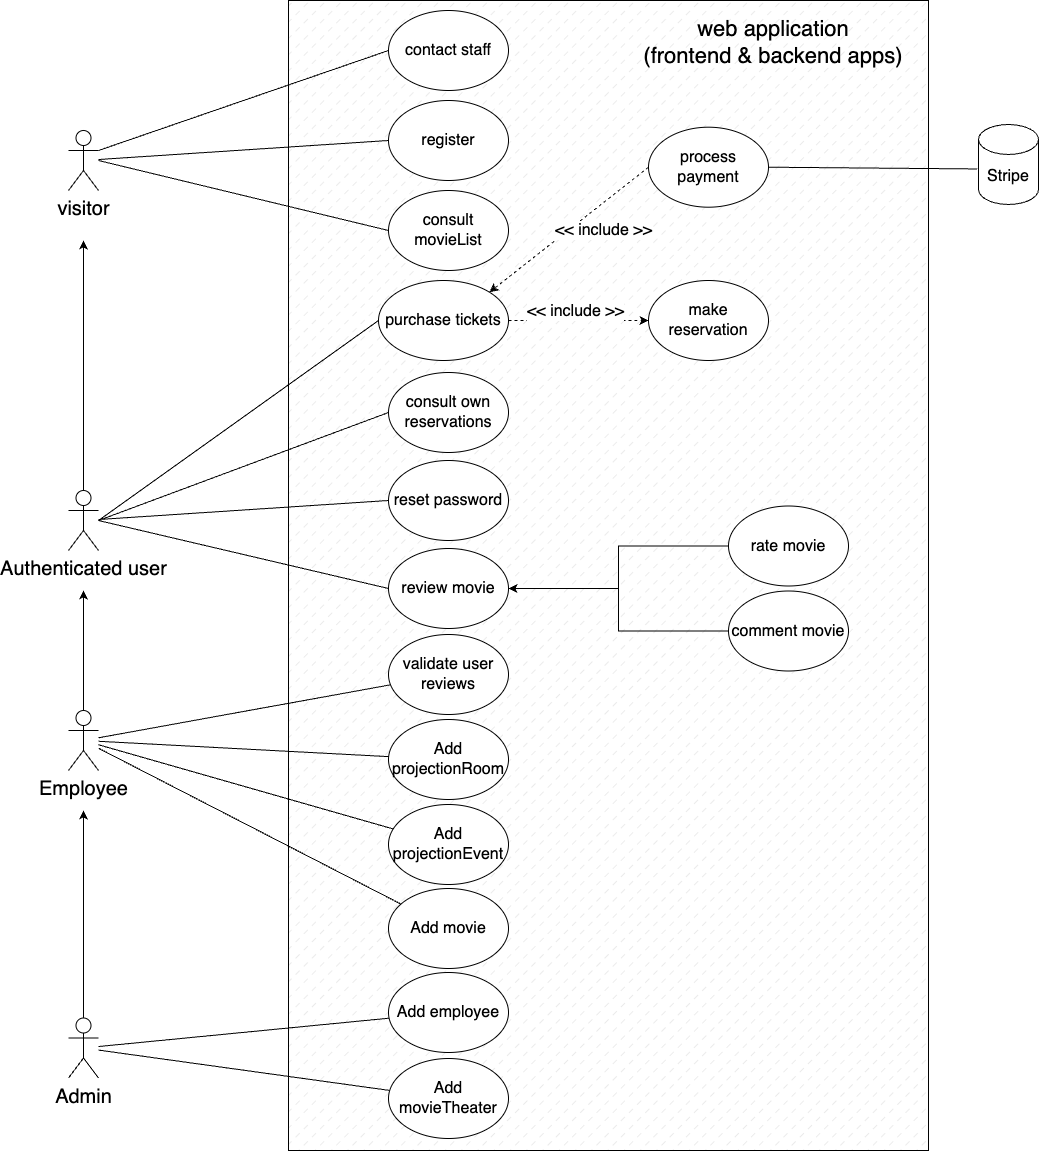 web application
(frontend & backend apps)
contact staff
register
process
payment
Stripe
visitor
consult
movieList
<< include >>
purchase tickets
<< include >>
make
reservation
consult own
reservations
reset password
Authenticated user
rate movie
review movie
comment movie
validate user
reviews
Add
projectionRoom
Employee
Add
projectionEvent
Add movie
Add employee
Admin
Add
movieTheater